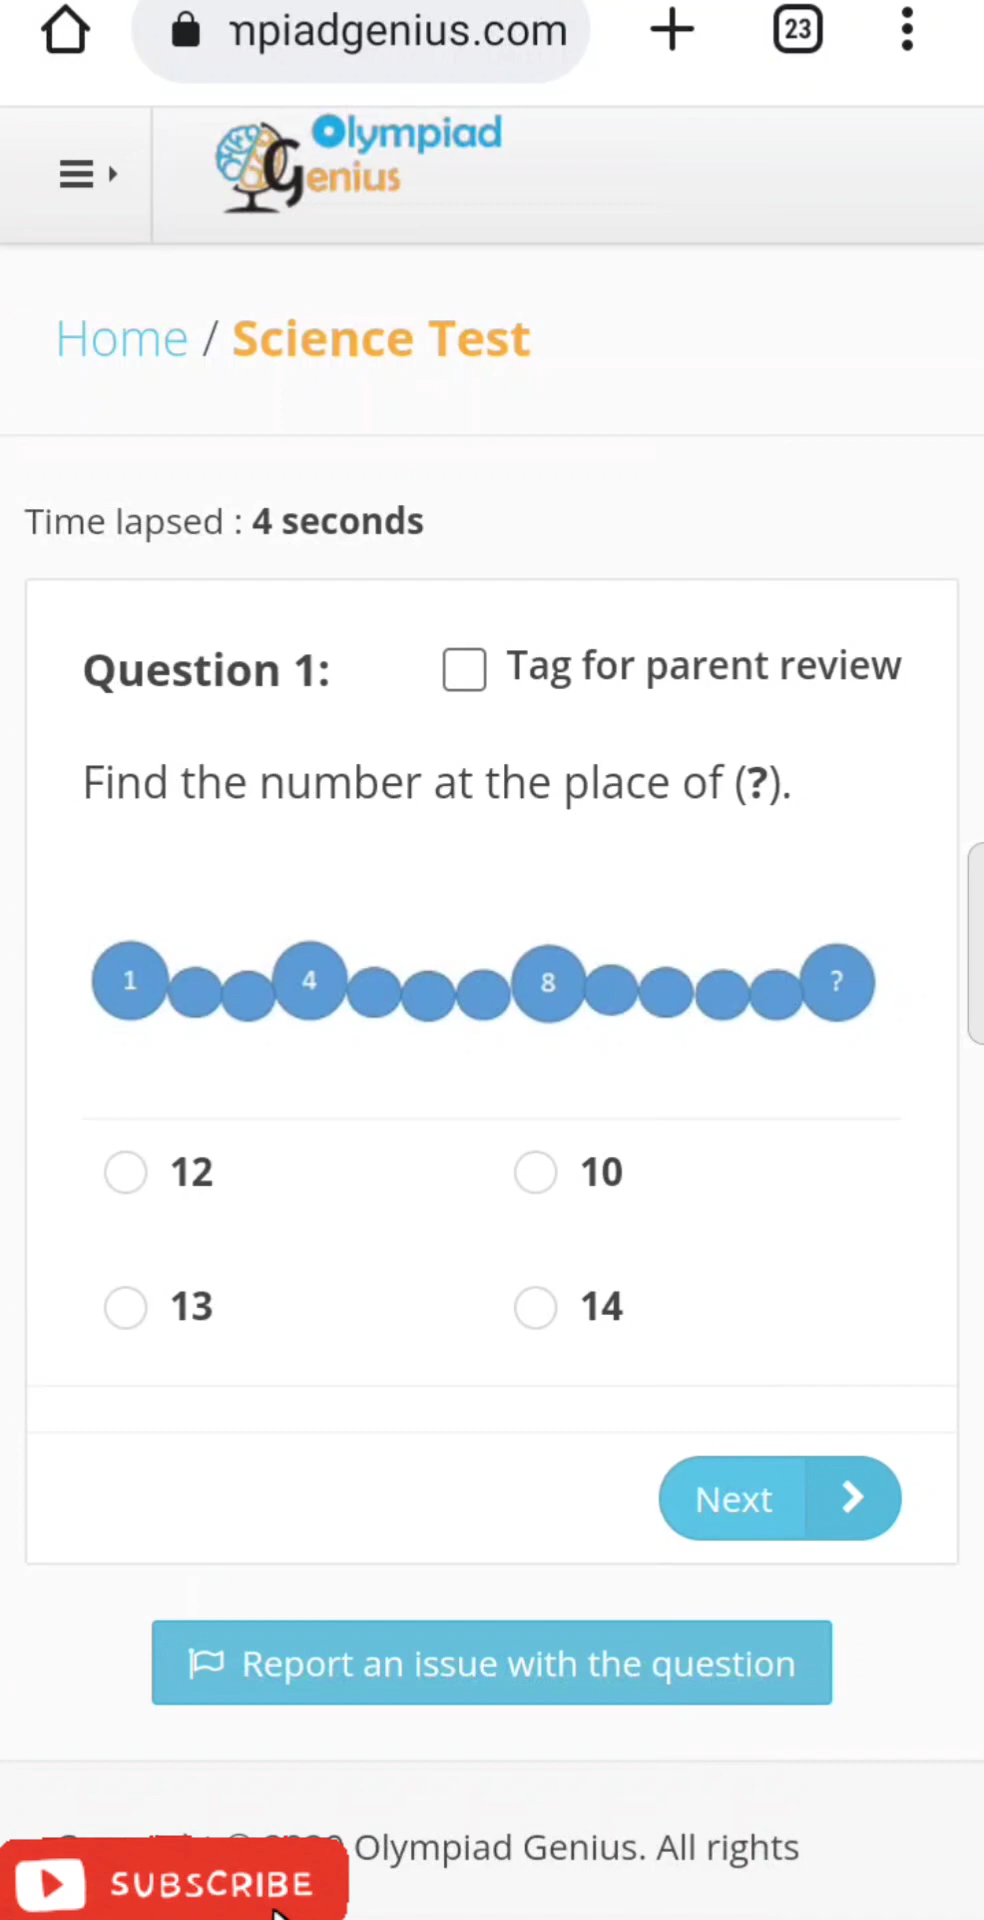 mpiadgenius.com
23
Olympiad
Genius
Home / Science Test
Time lapsed : 4 seconds
Question 1:
Tag for parent review
Find the number at the place of (?).
1 4 8 ?
12
10
13
14
Next
Report an issue with the question
Olympiad Genius. All rights
SUBSCRIBE